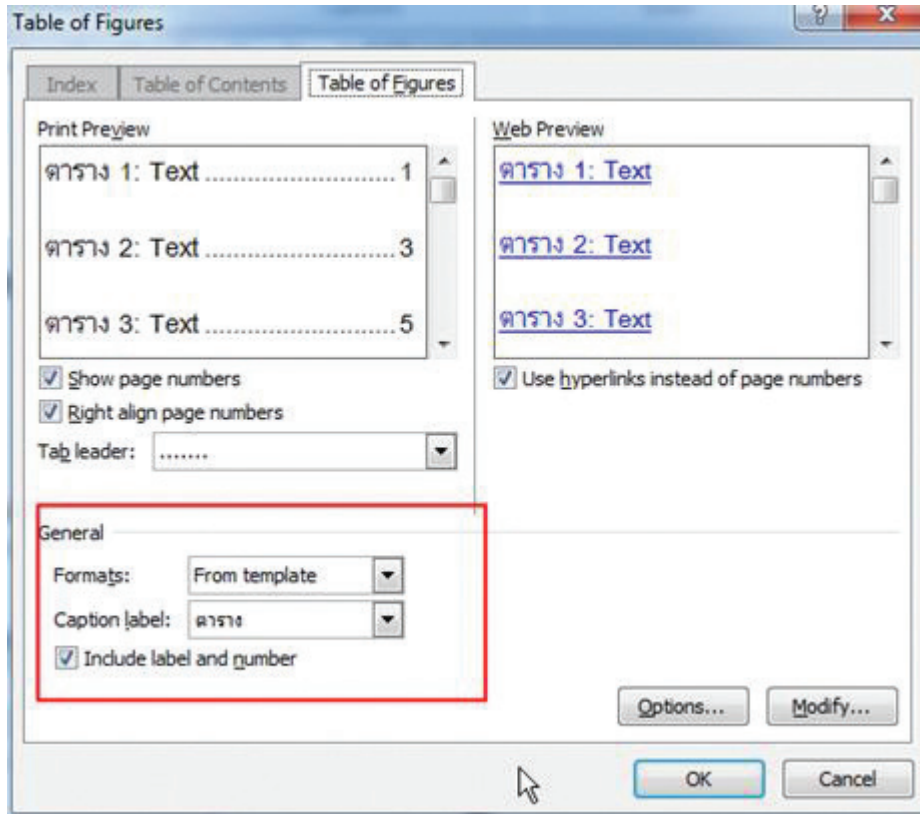 Table of Figures
Index Table of Contents Table of Figures
Print Preview
ตาราง 1: Text ............................. 1
ตาราง 2: Text ............................. 3
ตาราง 3: Text ............................. 5
Show page numbers
Right align page numbers
Tab leader: .......
Web Preview
ตาราง 1: Text
ตาราง 2: Text
ตาราง 3: Text
Use hyperlinks instead of page numbers
General
Formats: From template
Caption label: ตาราง
Include label and number
Options... Modify...
OK Cancel